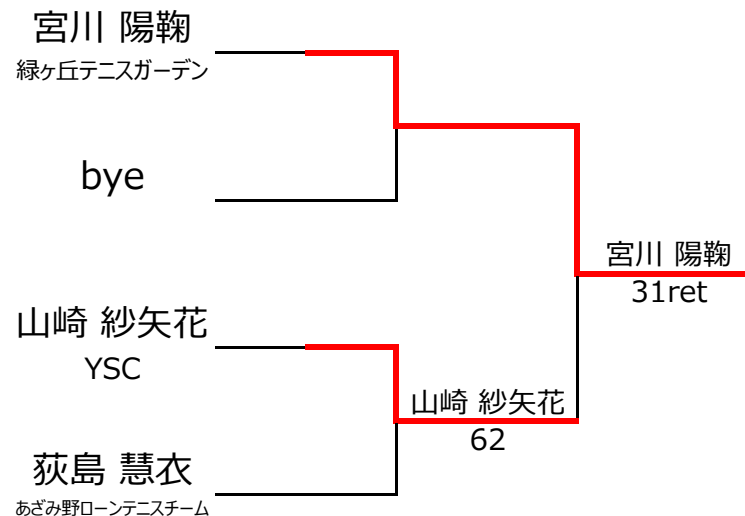 宮川 陽鞠
緑ヶ丘テニスガーデン
bye
宮川 陽鞠
31ret
山崎 紗矢花
YSC
山崎 紗矢花
62
荻島 慧衣
あざみ野ローンテニスチーム